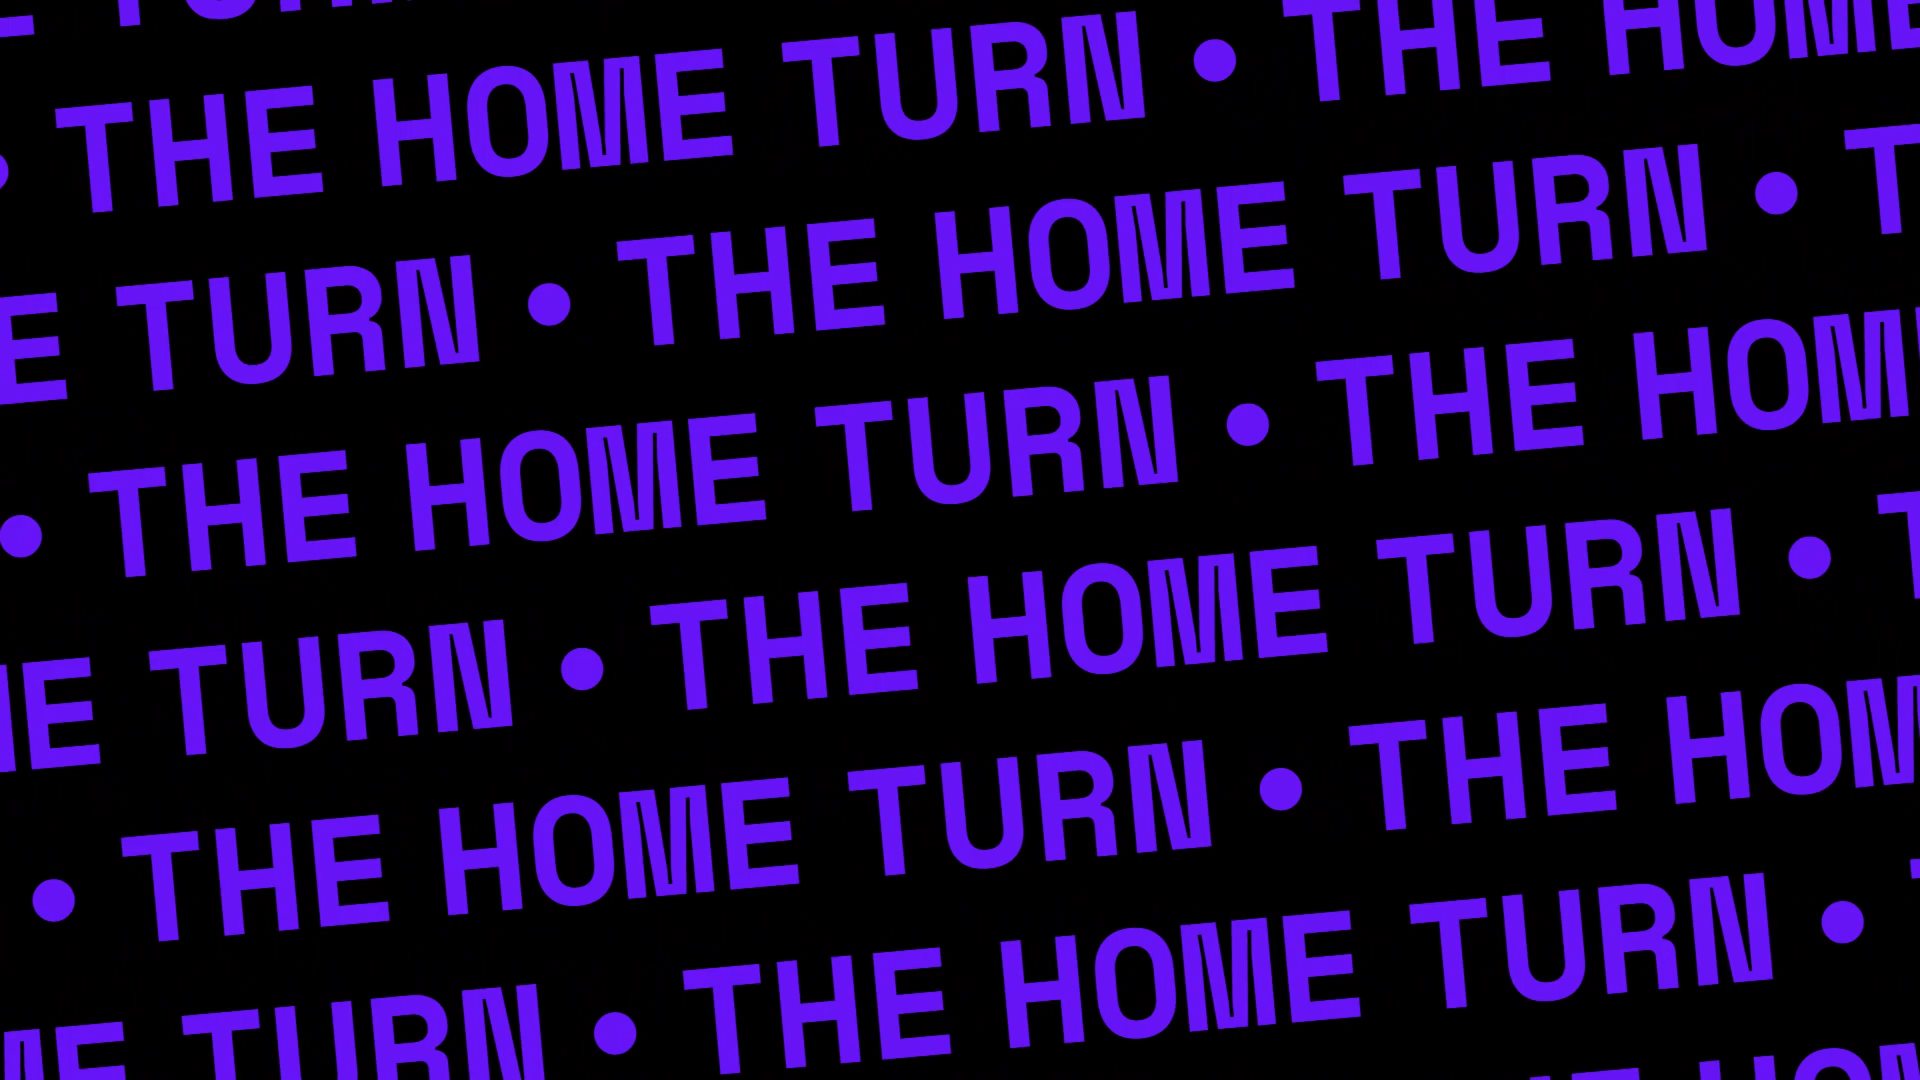 THE HOME TURN • THE HOME
TURN • THE HOME TURN •
• THE HOME TURN • THE HOM
E TURN • THE HOME TURN •
• THE HOME TURN • THE HOM
TURN • THE HOME TURN •